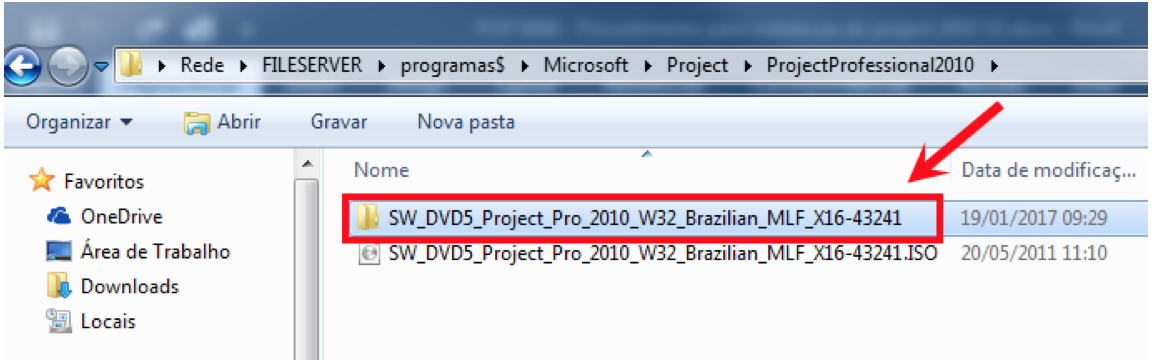 Rede ▸ FILESERVER ▸ programas$ ▸ Microsoft ▸ Project ▸ ProjectProfessional2010 ▸
Organizar Abrir Gravar Nova pasta
Nome Data de modificaç...
Favoritos
OneDrive
Área de Trabalho
Downloads
Locais
SW_DVD5_Project_Pro_2010_W32_Brazilian_MLF_X16-43241 19/01/2017 09:29
SW_DVD5_Project_Pro_2010_W32_Brazilian_MLF_X16-43241.ISO 20/05/2011 11:10